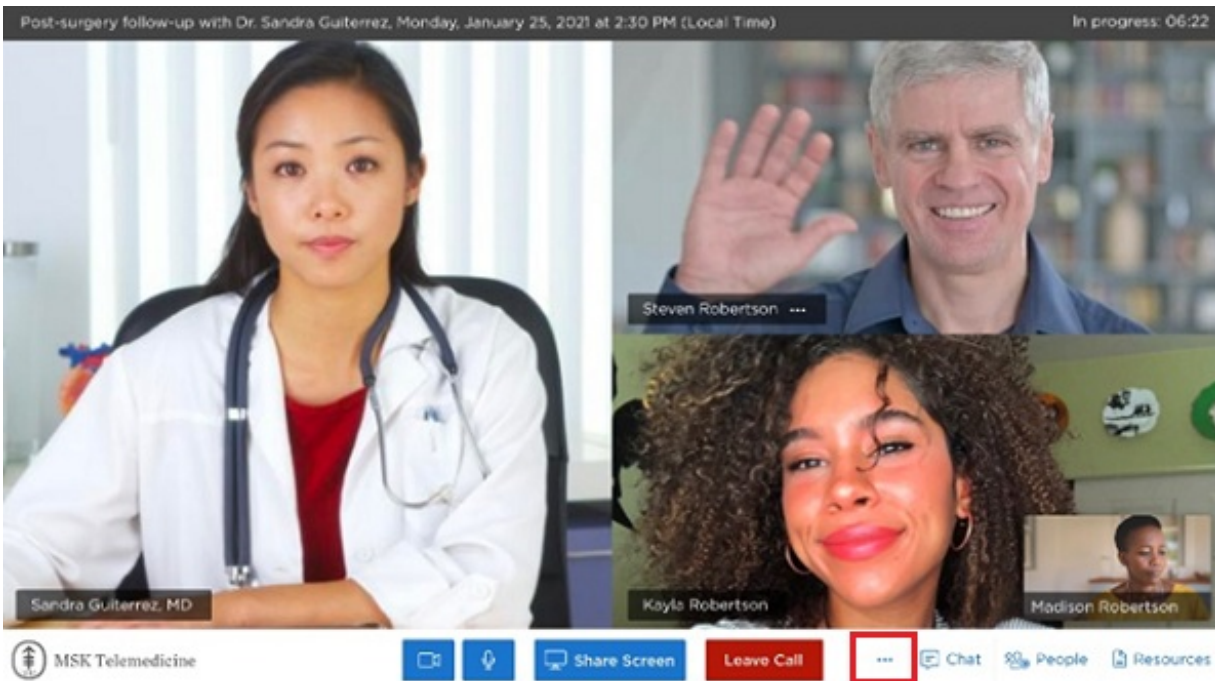 Post-surgery follow-up with Dr. Sandra Guiterrez, Monday, January 25, 2021 at 2:30 PM (Local Time)
In progress: 06:22
Steven Robertson ...
Sandra Guiterrez, MD
Kayla Robertson
Madison Robertson
MSK Telemedicine
Share Screen
Leave Call
...
Chat
People
Resources